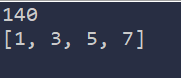 140
[1, 3, 5, 7]